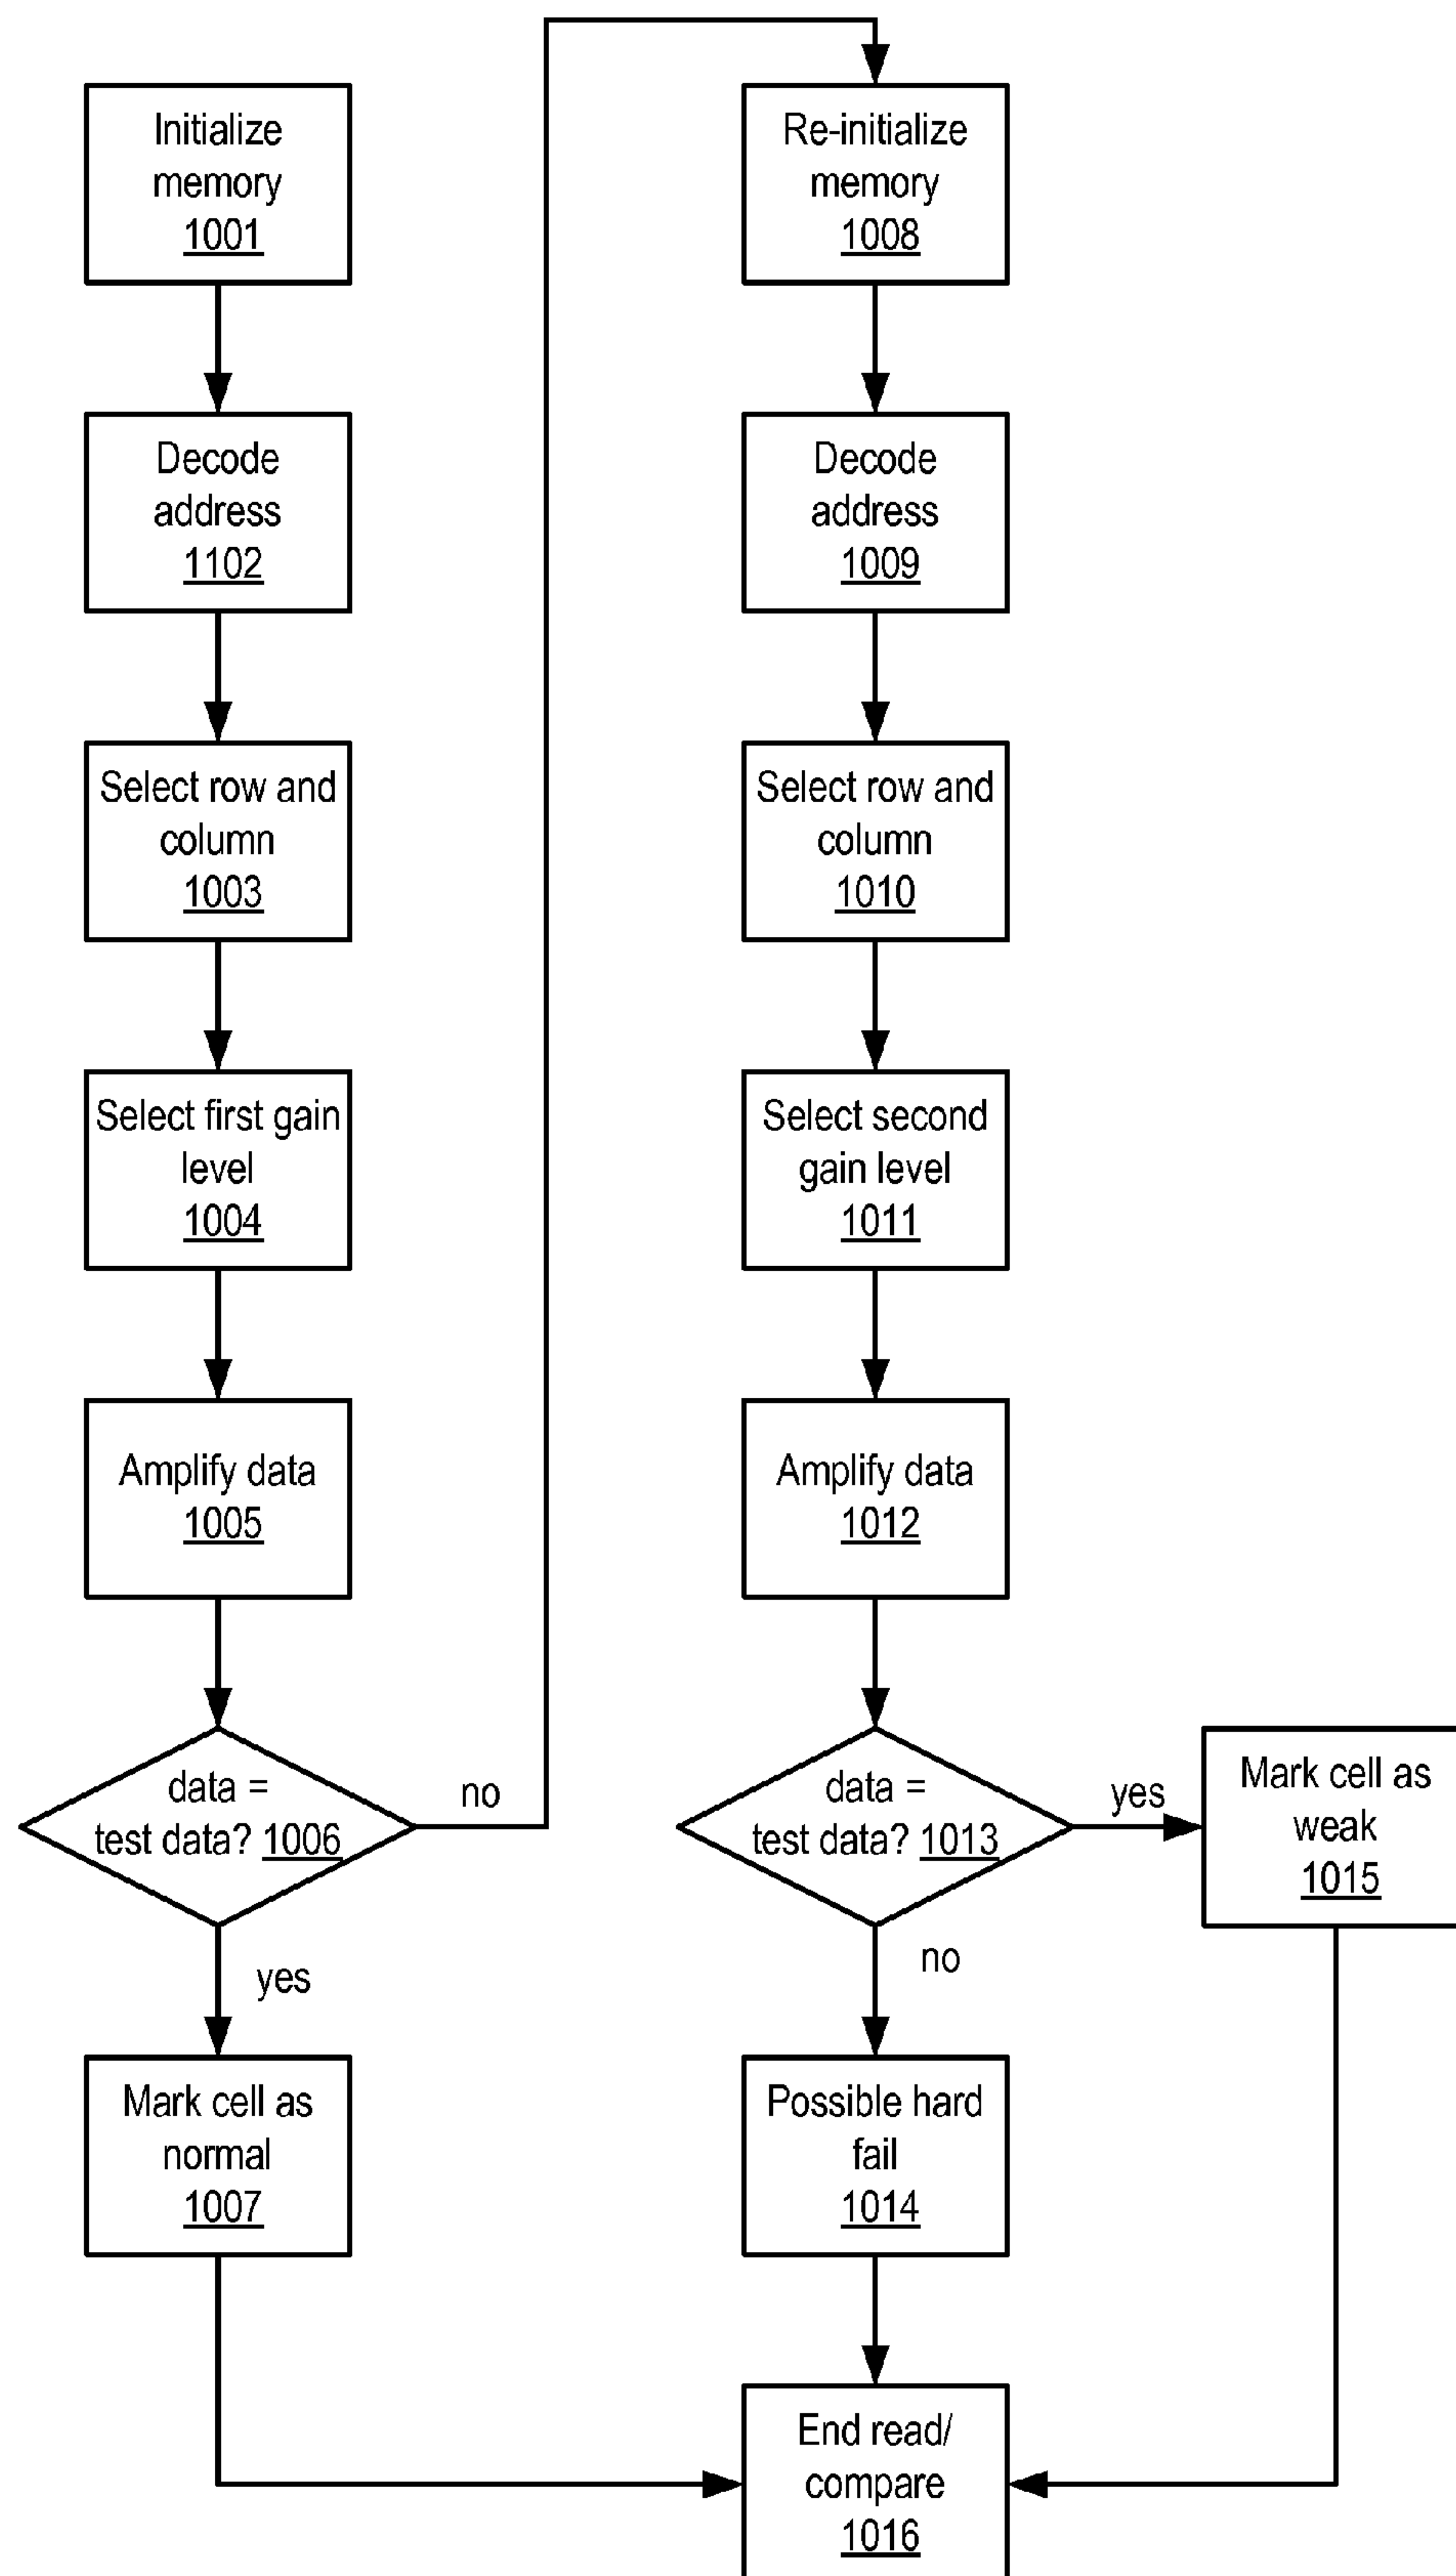 Initialize
memory
1001
Decode
address
1102
Select row and
column
1003
Select first gain
level
1004
Amplify data
1005
data =
test data? 1006
no
yes
Mark cell as
normal
1007
Re-initialize
memory
1008
Decode
address
1009
Select row and
column
1010
Select second
gain level
1011
Amplify data
1012
data =
test data? 1013
yes
no
Mark cell as
weak
1015
Possible hard
fail
1014
End read/
compare
1016